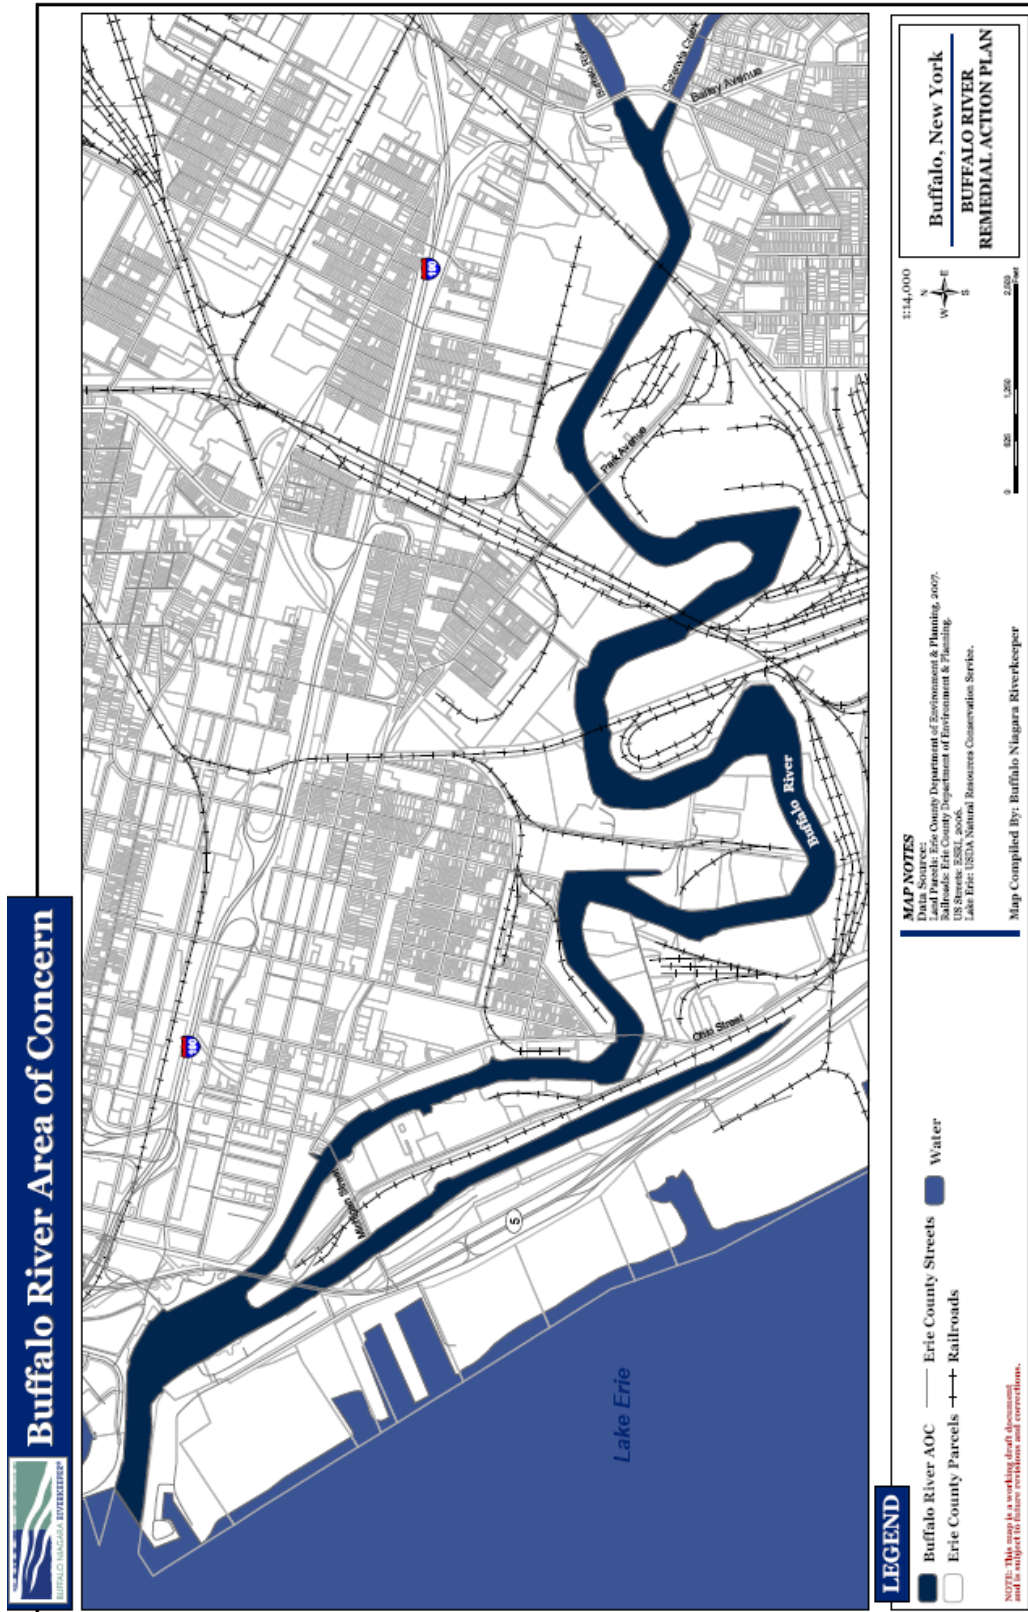 Buffalo River Area of Concern
BUFFALO NIAGARA RIVERKEEPER®
Buffalo River
Cazenovia Creek
Bailey Avenue
190
Park Avenue
190
Buffalo River
Ohio Street
Michigan Street
5
Lake Erie
LEGEND
Buffalo River AOC
Erie County Streets
Water
Erie County Parcels
Railroads
NOTE: This map is a working draft document
and is subject to future revisions and corrections.
MAP NOTES
Data Source:
Land Parcels: Erie County Department of Environment & Planning, 2007.
Railroads: Erie County Department of Environment & Planning.
US Streets: ESRI, 2006.
Lake Erie: USDA Natural Resources Conservation Service.
Map Compiled By: Buffalo Niagara Riverkeeper
1:14,000
N
W E
S
0 625 1,250 2,500
Feet
Buffalo, New York
BUFFALO RIVER
REMEDIAL ACTION PLAN